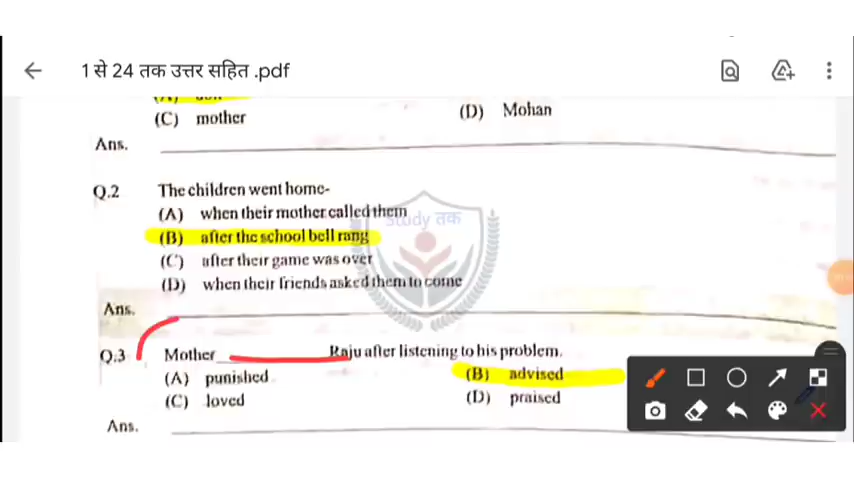 1 से 24 तक उत्तर सहित .pdf
(C) mother (D) Mohan
Ans.
Q.2 The children went home-
(A) when their mother called them
Study तक
(B) after the school bell rang
(C) after their game was over
(D) when their friends asked them to come
Ans.
Q.3 Mother Raju after listening to his problem.
(A) punished (B) advised
(C) loved (D) praised
Ans.